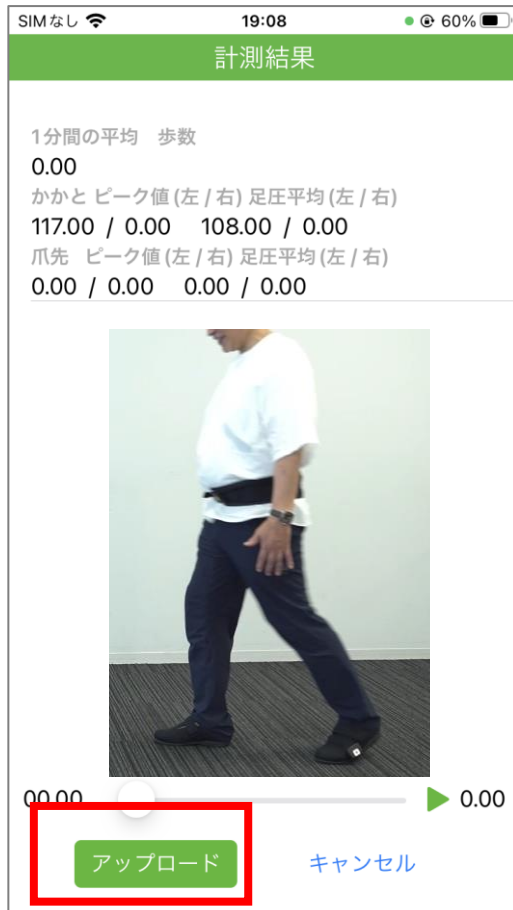 SIMなし 19:08 60%
計測結果
1分間の平均 歩数
0.00
かかと ピーク値(左 / 右) 足圧平均(左 / 右)
117.00 / 0.00 108.00 / 0.00
爪先 ピーク値(左 / 右) 足圧平均(左 / 右)
0.00 / 0.00 0.00 / 0.00
00.00 0.00
アップロード キャンセル